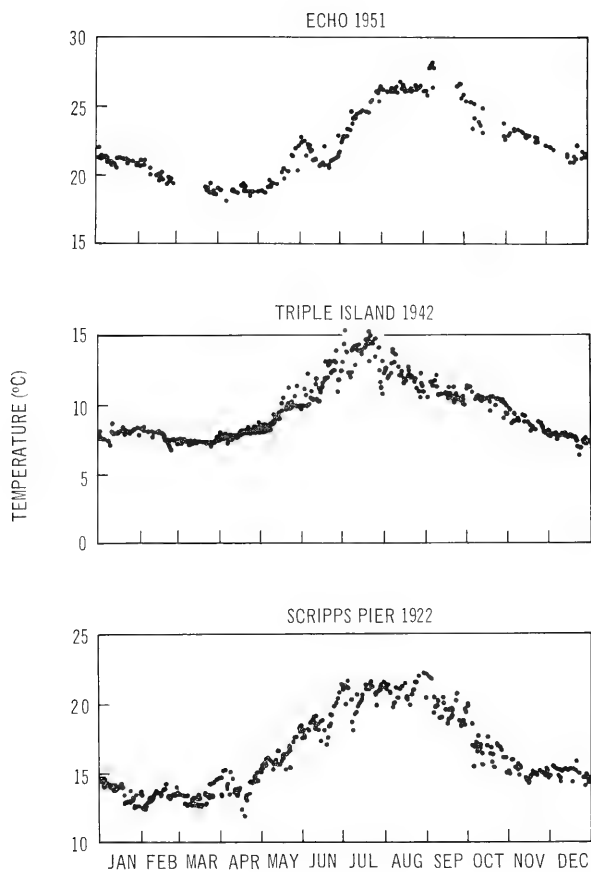 ECHO 1951
30
25
20
15
TRIPLE ISLAND 1942
15
10
5
0
TEMPERATURE (°C)
SCRIPPS PIER 1922
25
20
15
10
JAN FEB MAR APR MAY JUN JUL AUG SEP OCT NOV DEC